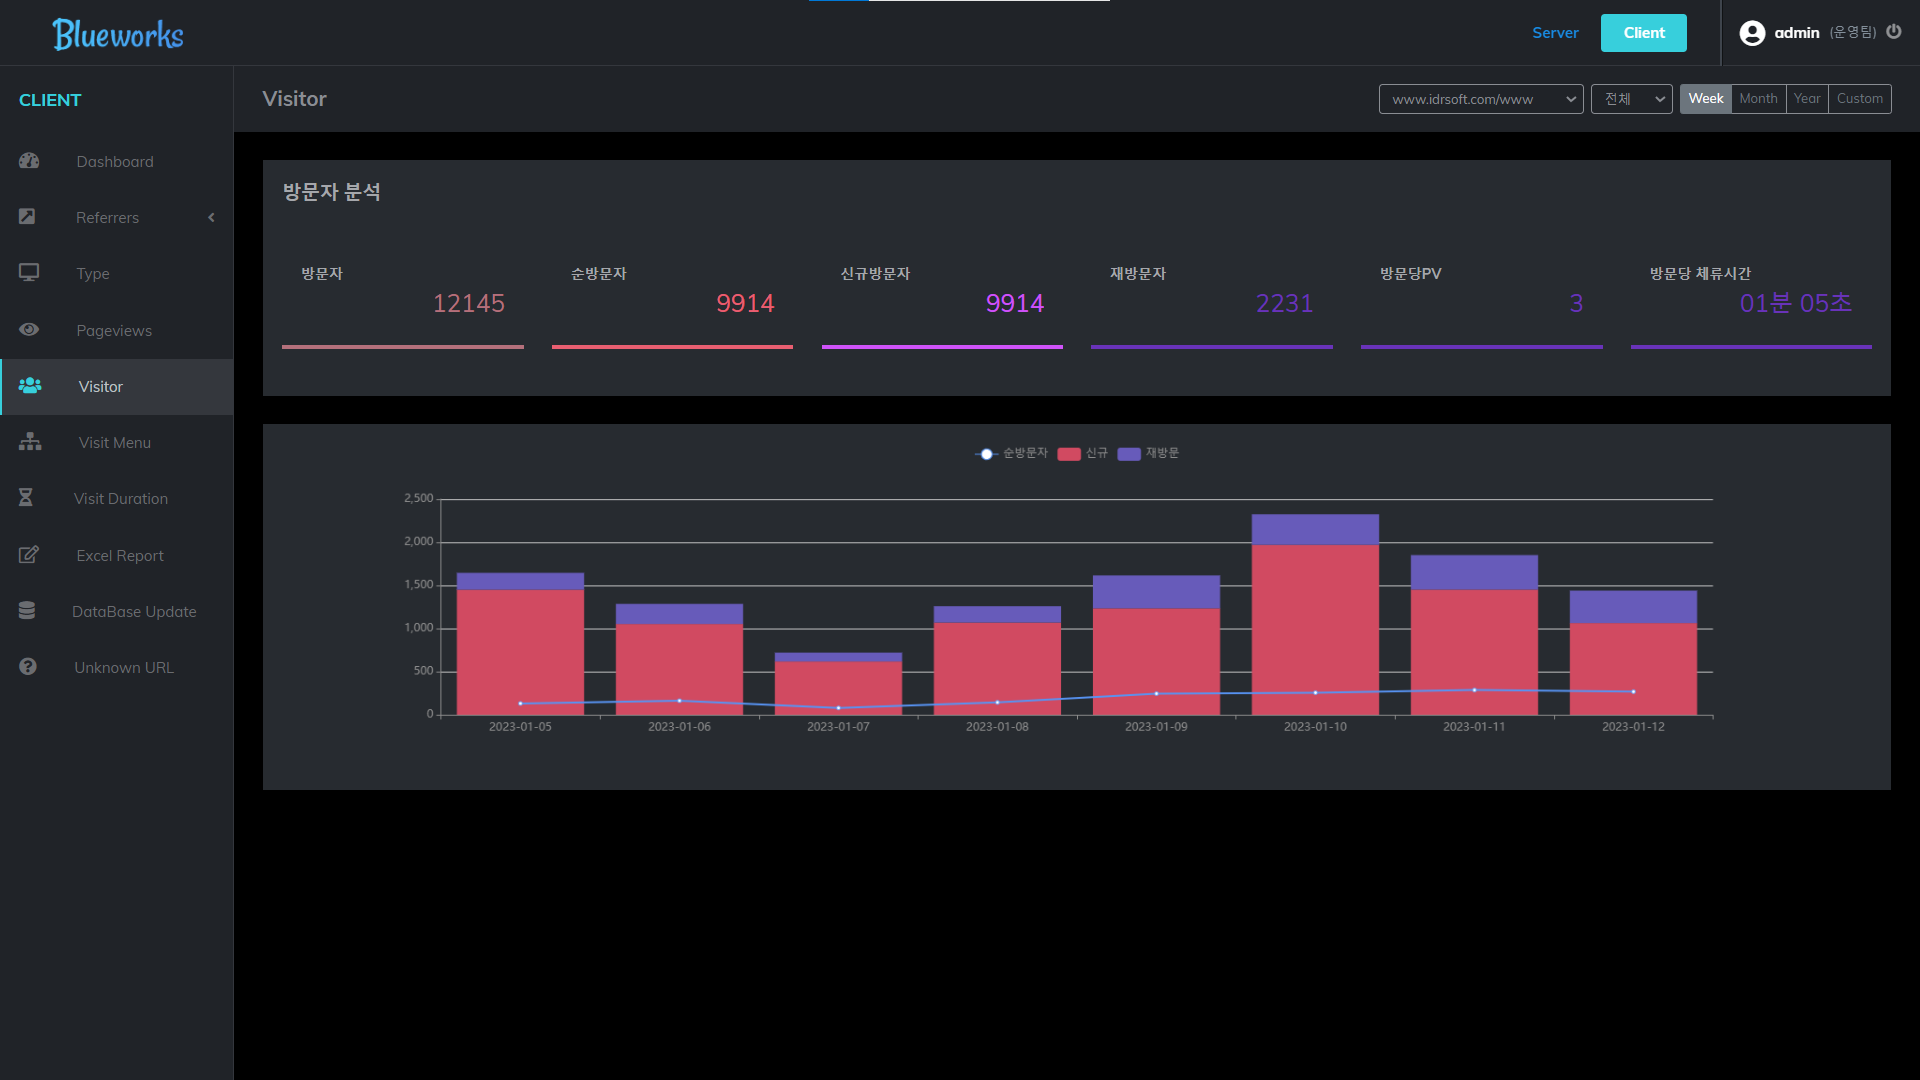 Blueworks
Server
Client
admin (운영팀)
CLIENT
Dashboard
Referrers
Type
Pageviews
Visitor
Visit Menu
Visit Duration
Excel Report
DataBase Update
Unknown URL
Visitor
www.idrsoft.com/www
전체
Week Month Year Custom
방문자 분석
방문자
12145
순방문자
9914
신규방문자
9914
재방문자
2231
방문당PV
3
방문당 체류시간
01분 05초
순방문자 신규 재방문
2,500
2,000
1,500
1,000
500
0
2023-01-05 2023-01-06 2023-01-07 2023-01-08 2023-01-09 2023-01-10 2023-01-11 2023-01-12